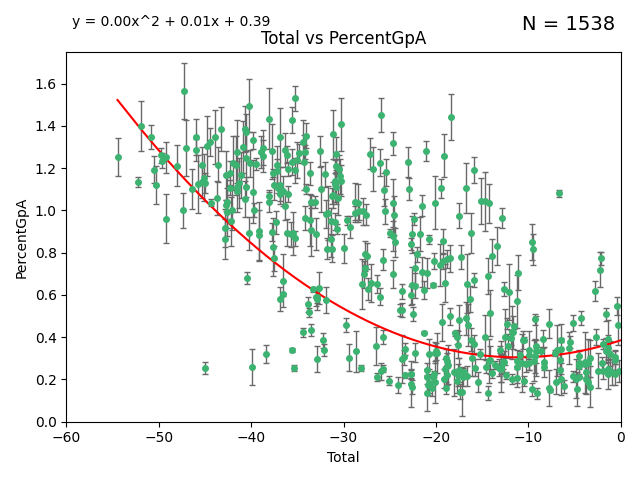 y = 0.00x^2 + 0.01x + 0.39
N = 1538
Total vs PercentGpA
PercentGpA
1.6
1.4
1.2
1.0
0.8
0.6
0.4
0.2
0.0
−60 −50 −40 −30 −20 −10 0
Total